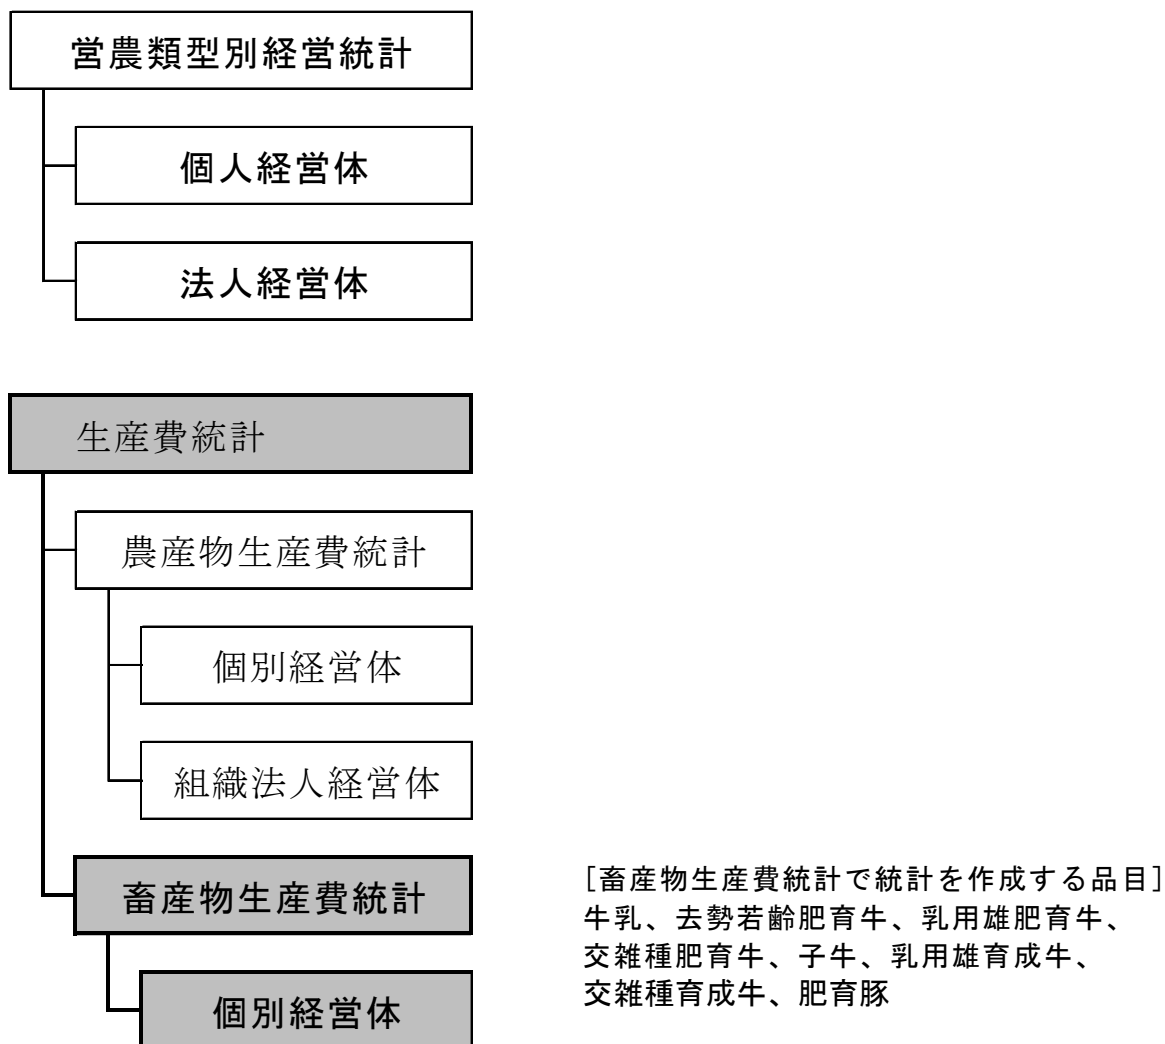 営農類型別経営統計
個人経営体
法人経営体
生産費統計
農産物生産費統計
個別経営体
組織法人経営体
畜産物生産費統計
個別経営体
[畜産物生産費統計で統計を作成する品目]
牛乳、去勢若齢肥育牛、乳用雄肥育牛、
交雑種肥育牛、子牛、乳用雄育成牛、
交雑種育成牛、肥育豚